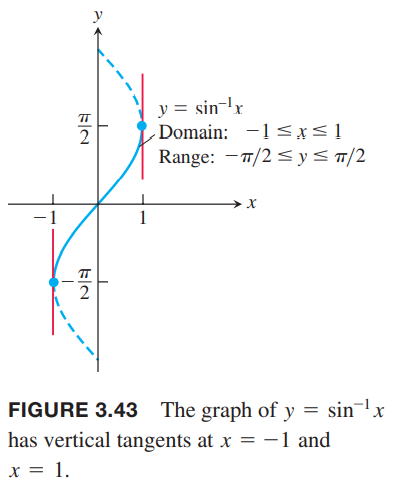 y
y = sin⁻¹x
Domain: −1 ≤ x ≤ 1
Range: −π/2 ≤ y ≤ π/2
π
2
x
−1
1
−
π
2
FIGURE 3.43 The graph of y = sin⁻¹x
has vertical tangents at x = −1 and
x = 1.